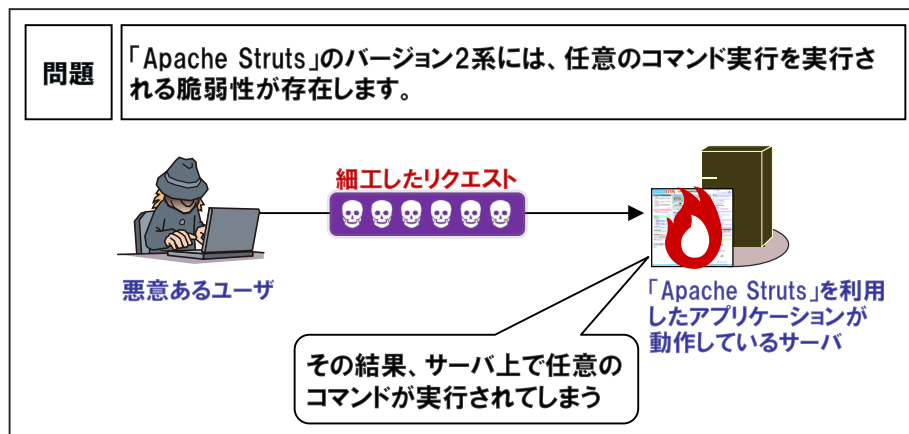 問題
「Apache Struts」のバージョン2系には、任意のコマンド実行を実行さ
れる脆弱性が存在します。
細工したリクエスト
悪意あるユーザ
「Apache Struts」を利用
したアプリケーションが
動作しているサーバ
その結果、サーバ上で任意の
コマンドが実行されてしまう